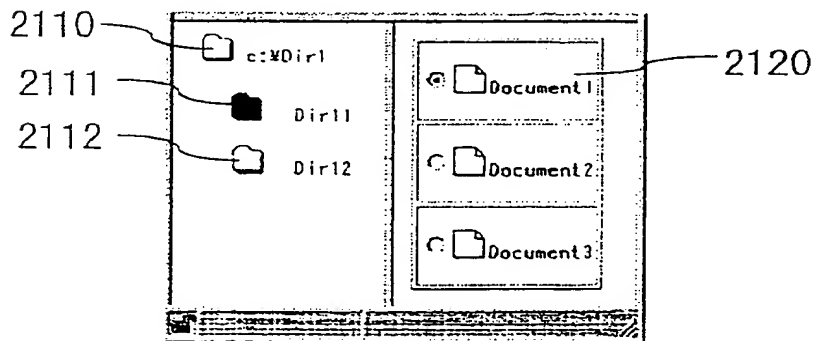 2110
c:¥Dir1
2111
Dir11
2112
Dir12
Document1
2120
Document2
Document3